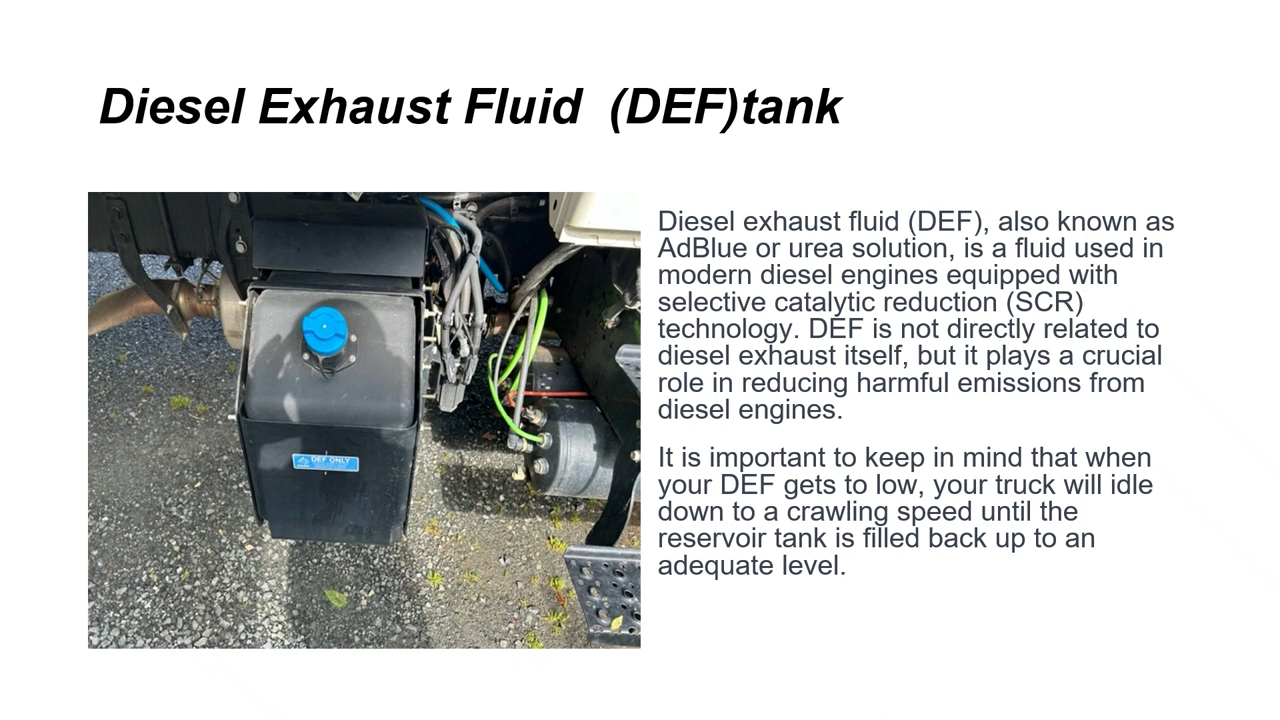 Diesel Exhaust Fluid  (DEF)tank
Diesel exhaust fluid (DEF), also known as
AdBlue or urea solution, is a fluid used in
modern diesel engines equipped with
selective catalytic reduction (SCR)
technology. DEF is not directly related to
diesel exhaust itself, but it plays a crucial
role in reducing harmful emissions from
diesel engines.
It is important to keep in mind that when
your DEF gets to low, your truck will idle
down to a crawling speed until the
reservoir tank is filled back up to an
adequate level.
DEF ONLY